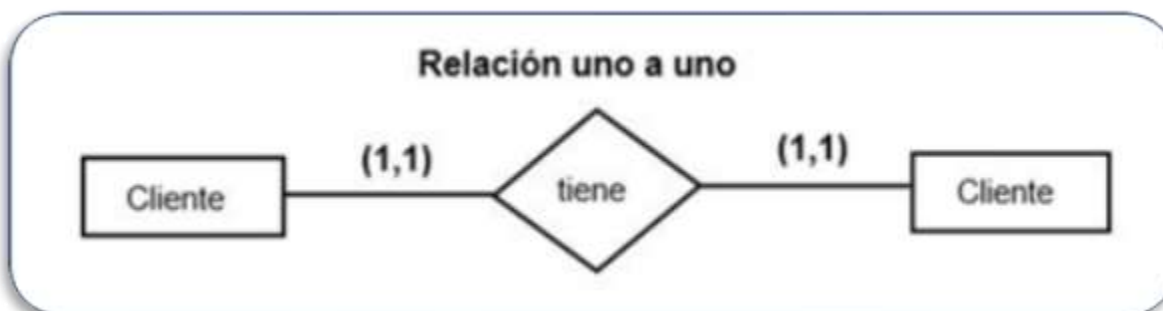 Relación uno a uno
(1,1)
(1,1)
Cliente
tiene
Cliente